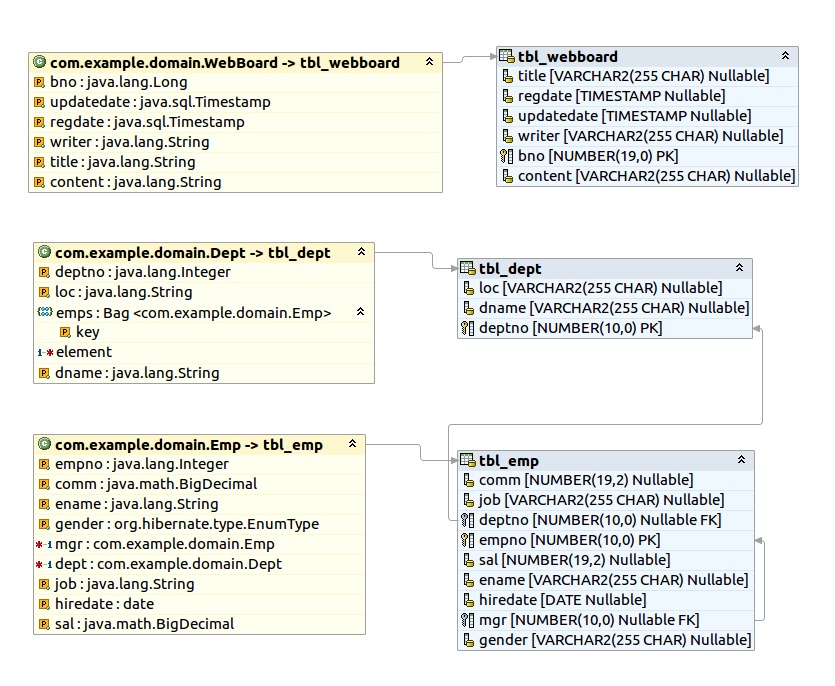 com.example.domain.WebBoard -> tbl_webboard
bno : java.lang.Long
updatedate : java.sql.Timestamp
regdate : java.sql.Timestamp
writer : java.lang.String
title : java.lang.String
content : java.lang.String
tbl_webboard
title [VARCHAR2(255 CHAR) Nullable]
regdate [TIMESTAMP Nullable]
updatedate [TIMESTAMP Nullable]
writer [VARCHAR2(255 CHAR) Nullable]
bno [NUMBER(19,0) PK]
content [VARCHAR2(255 CHAR) Nullable]
com.example.domain.Dept -> tbl_dept
deptno : java.lang.Integer
loc : java.lang.String
emps : Bag <com.example.domain.Emp>
key
element
dname : java.lang.String
tbl_dept
loc [VARCHAR2(255 CHAR) Nullable]
dname [VARCHAR2(255 CHAR) Nullable]
deptno [NUMBER(10,0) PK]
com.example.domain.Emp -> tbl_emp
empno : java.lang.Integer
comm : java.math.BigDecimal
ename : java.lang.String
gender : org.hibernate.type.EnumType
mgr : com.example.domain.Emp
dept : com.example.domain.Dept
job : java.lang.String
hiredate : date
sal : java.math.BigDecimal
tbl_emp
comm [NUMBER(19,2) Nullable]
job [VARCHAR2(255 CHAR) Nullable]
deptno [NUMBER(10,0) Nullable FK]
empno [NUMBER(10,0) PK]
sal [NUMBER(19,2) Nullable]
ename [VARCHAR2(255 CHAR) Nullable]
hiredate [DATE Nullable]
mgr [NUMBER(10,0) Nullable FK]
gender [VARCHAR2(255 CHAR) Nullable]